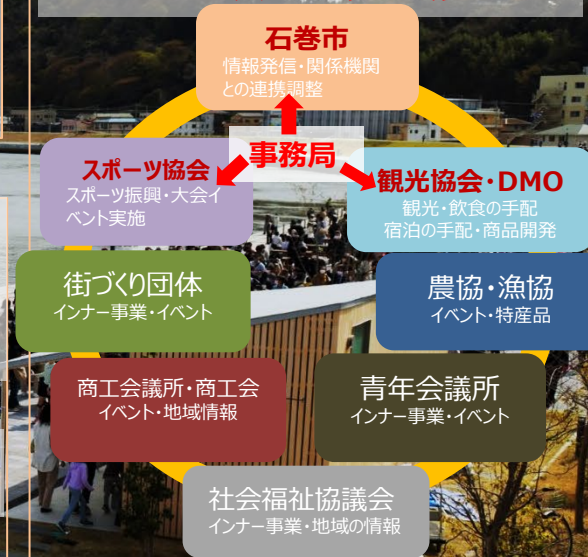 石巻市
情報発信・関係機関
との連携調整
事務局
スポーツ協会
スポーツ振興・大会イ
ベント実施
観光協会・DMO
観光・飲食の手配
宿泊の手配・商品開発
街づくり団体
インナー事業・イベント
農協・漁協
イベント・特産品
商工会議所・商工会
イベント・地域情報
青年会議所
インナー事業・イベント
社会福祉協議会
インナー事業・地域の情報